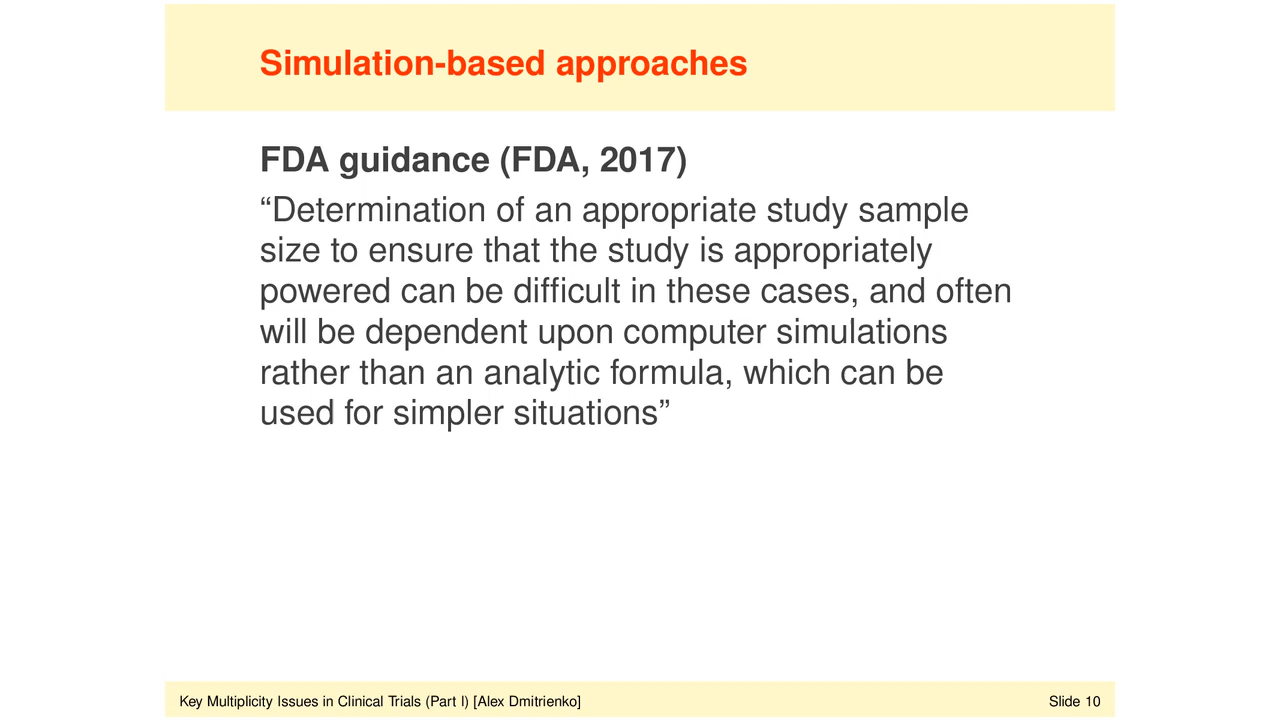 Simulation-based approaches
FDA guidance (FDA, 2017)
“Determination of an appropriate study sample
size to ensure that the study is appropriately
powered can be difficult in these cases, and often
will be dependent upon computer simulations
rather than an analytic formula, which can be
used for simpler situations”
Key Multiplicity Issues in Clinical Trials (Part I) [Alex Dmitrienko]
Slide 10